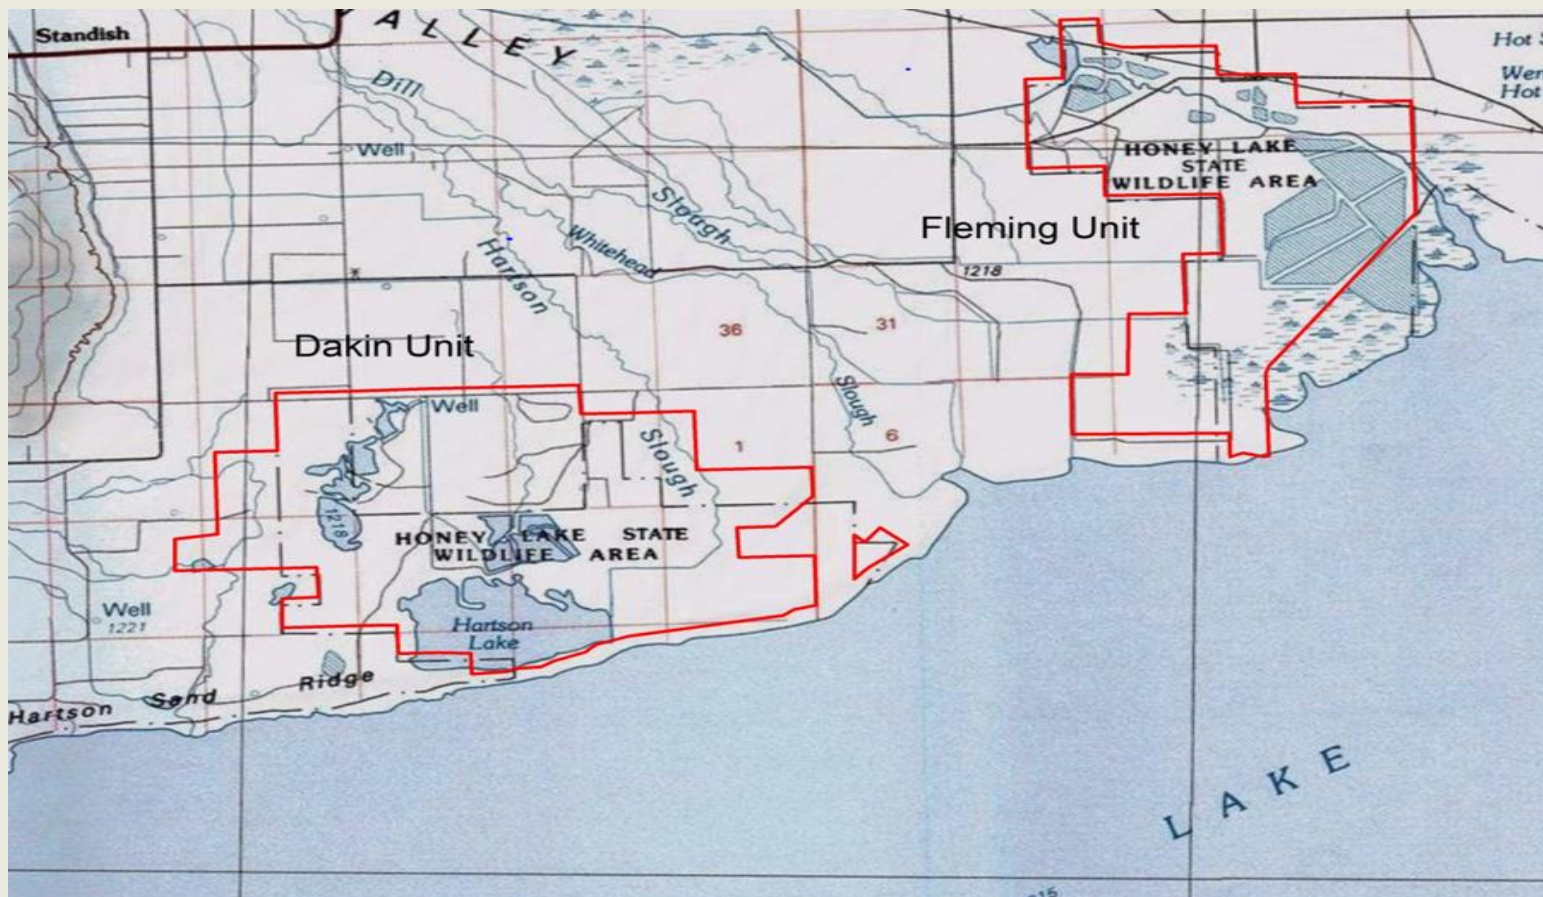 Standish
ALLEY
Hot
Wen
Hot
Dill
Well
HONEY LAKE
STATE
WILDLIFE AREA
Slough
Fleming Unit
Whitehead
Hartson
1218
36
31
Dakin Unit
Slough
Well
6
1
Slough
1218
HONEY LAKE STATE
WILDLIFE AREA
Well
1221
Hartson
Lake
Hartson Sand Ridge
LAKE